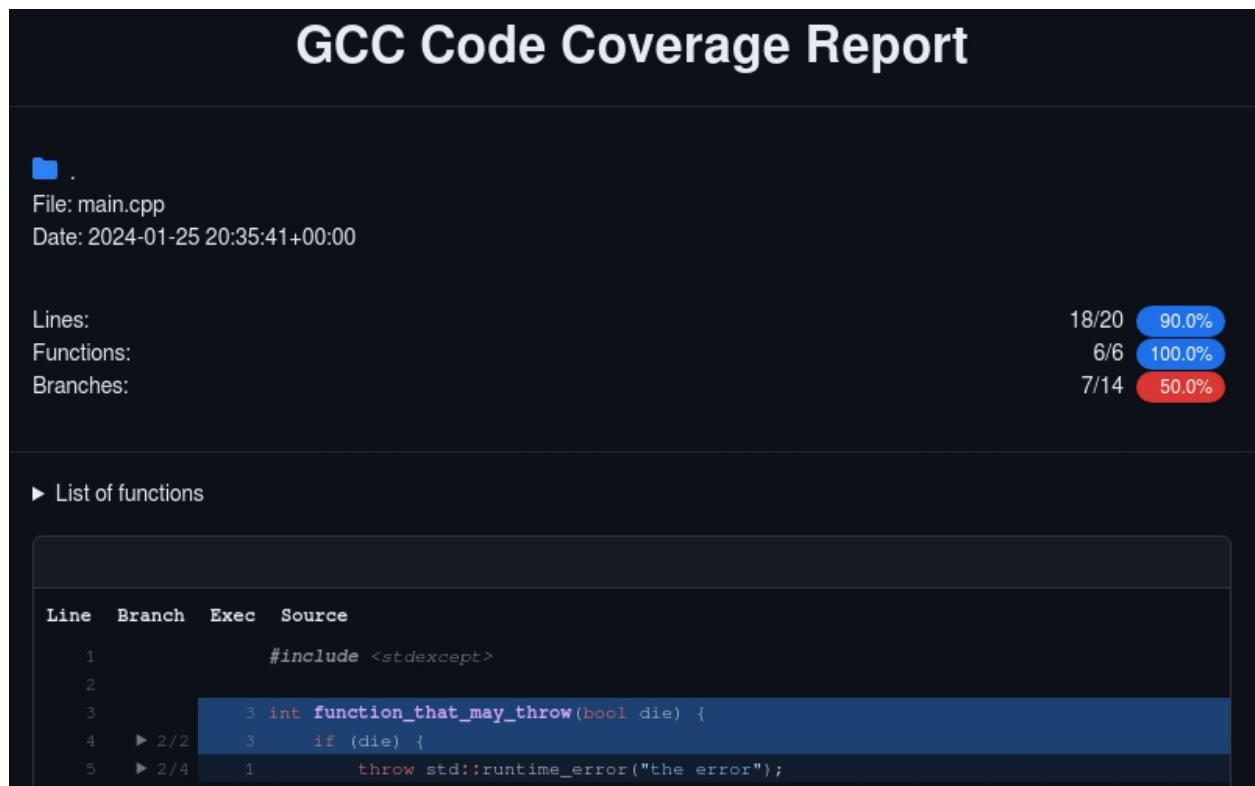 GCC Code Coverage Report
.
File: main.cpp
Date: 2024-01-25 20:35:41+00:00
Lines: 18/20 90.0%
Functions: 6/6 100.0%
Branches: 7/14 50.0%
▶ List of functions
Line Branch Exec Source
1 #include <stdexcept>
2
3 3 int function_that_may_throw(bool die) {
4 ▶ 2/2 3 if (die) {
5 ▶ 2/4 1 throw std::runtime_error("the error");